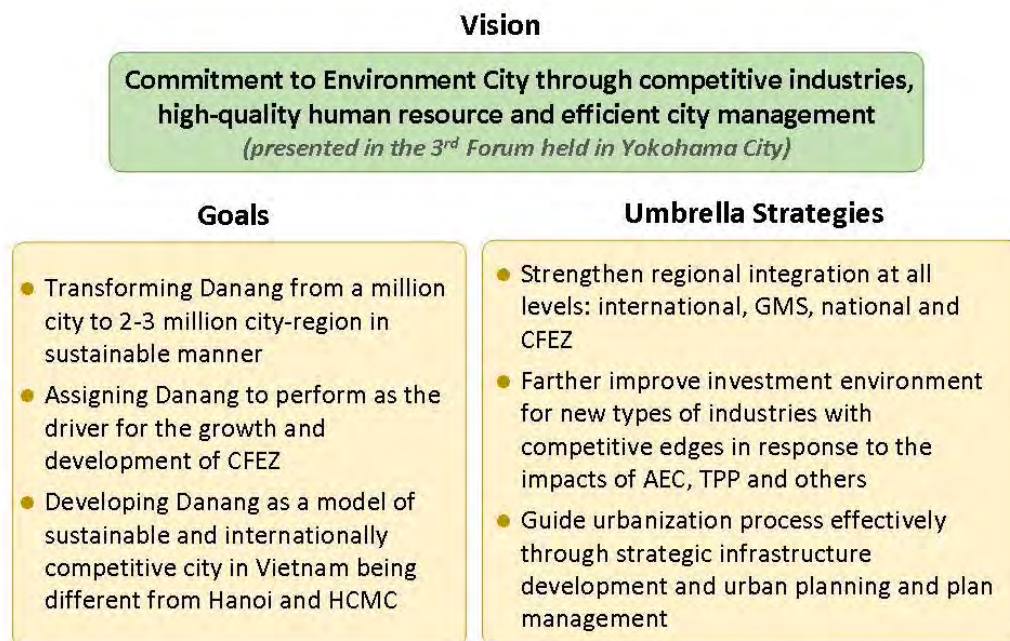 Vision
Commitment to Environment City through competitive industries,
high-quality human resource and efficient city management
(presented in the 3rd Forum held in Yokohama City)
Goals
● Transforming Danang from a million
city to 2-3 million city-region in
sustainable manner
● Assigning Danang to perform as the
driver for the growth and
development of CFEZ
● Developing Danang as a model of
sustainable and internationally
competitive city in Vietnam being
different from Hanoi and HCMC
Umbrella Strategies
● Strengthen regional integration at all
levels: international, GMS, national and
CFEZ
● Farther improve investment environment
for new types of industries with
competitive edges in response to the
impacts of AEC, TPP and others
● Guide urbanization process effectively
through strategic infrastructure
development and urban planning and plan
management